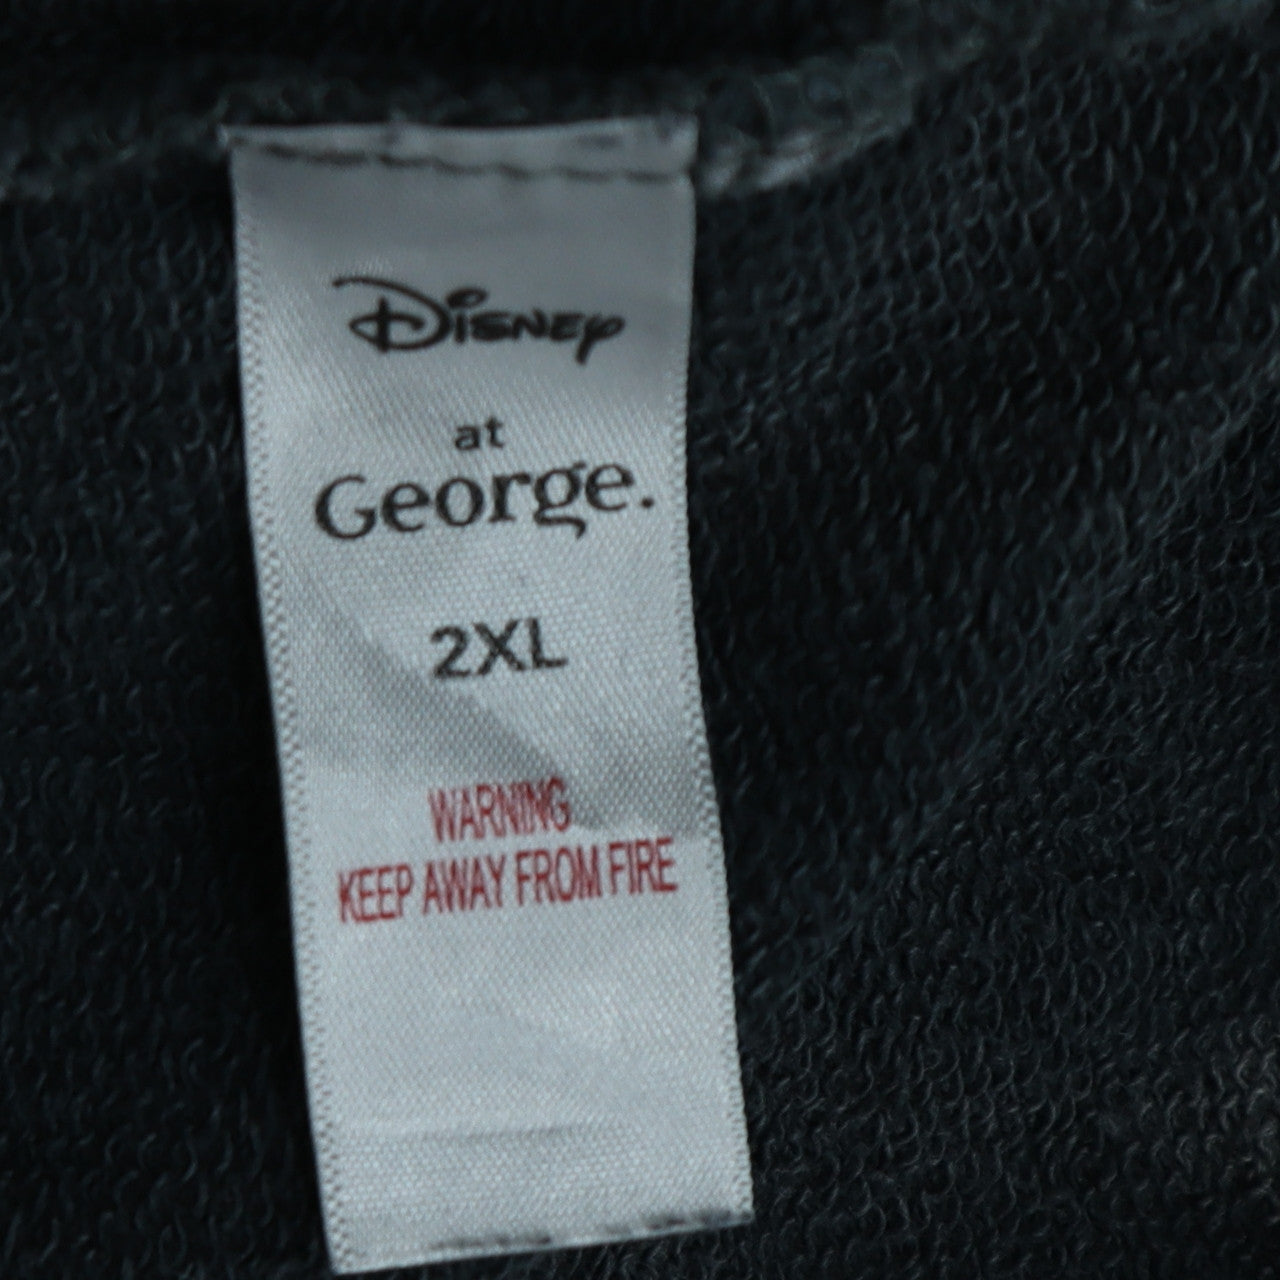 Disney
at
George.
2XL
WARNING
KEEP AWAY FROM FIRE